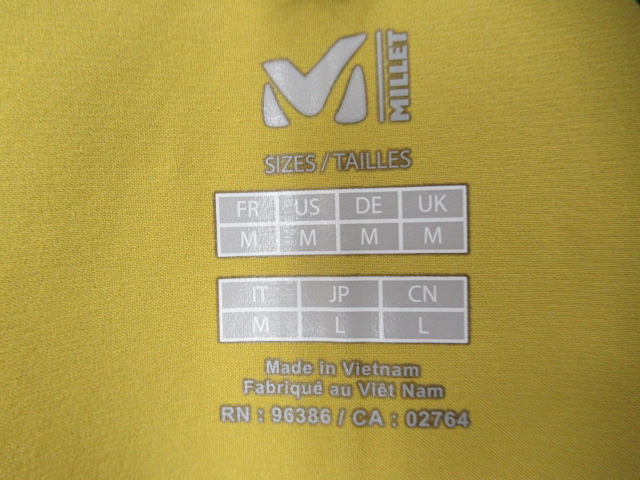 MILLET
SIZES / TAILLES
FR US DE UK
M M M M
IT JP CN
M L L
Made in Vietnam
Fabriqué au Viêt Nam
RN : 96386 / CA : 02764